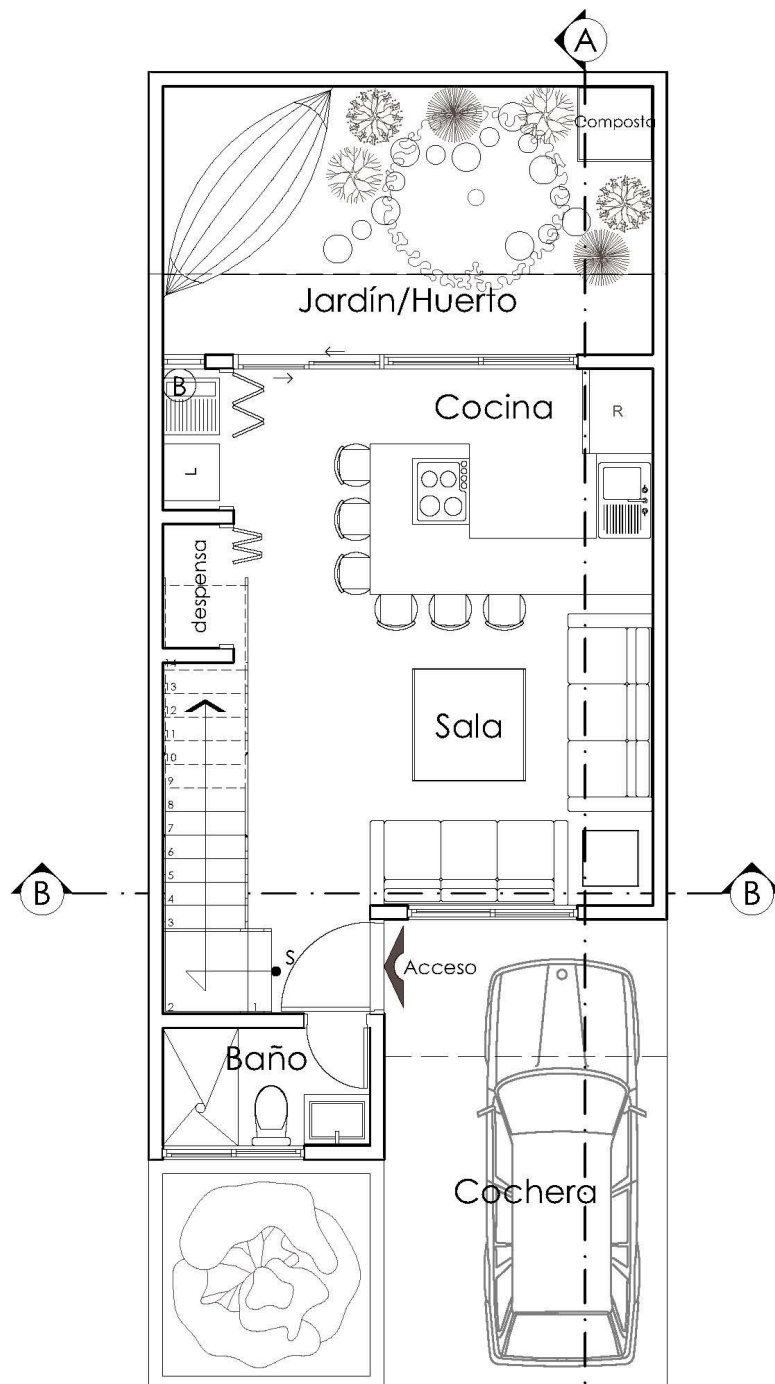 A
Composta
Jardín/Huerto
B
Cocina
R
L
despensa
14
13
12
11
10
9
8
7
6
5
4
3
2
1
Sala
B
B
S
Acceso
Baño
Cochera